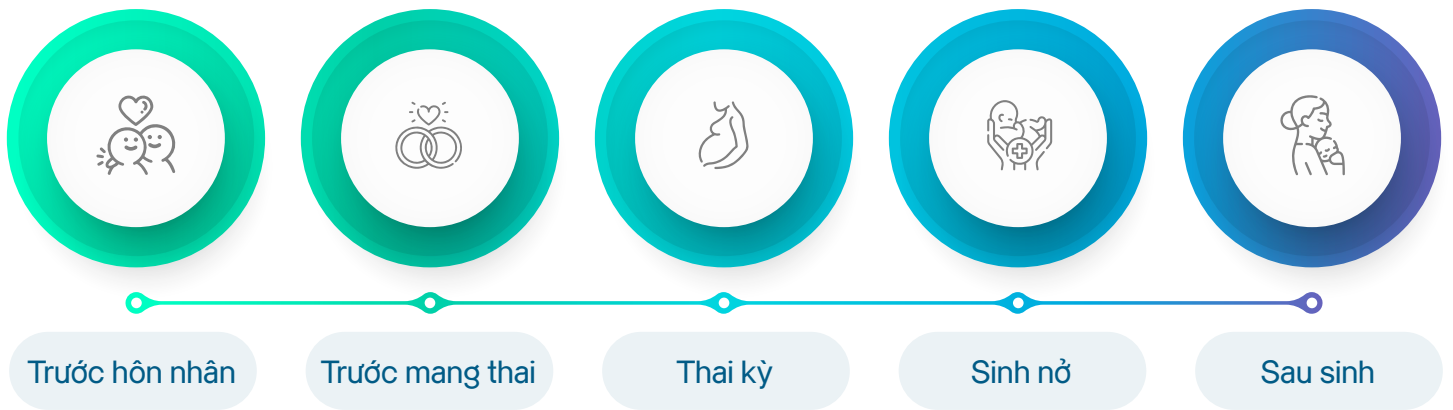 Trước hôn nhân
Trước mang thai
Thai kỳ
Sinh nở
Sau sinh